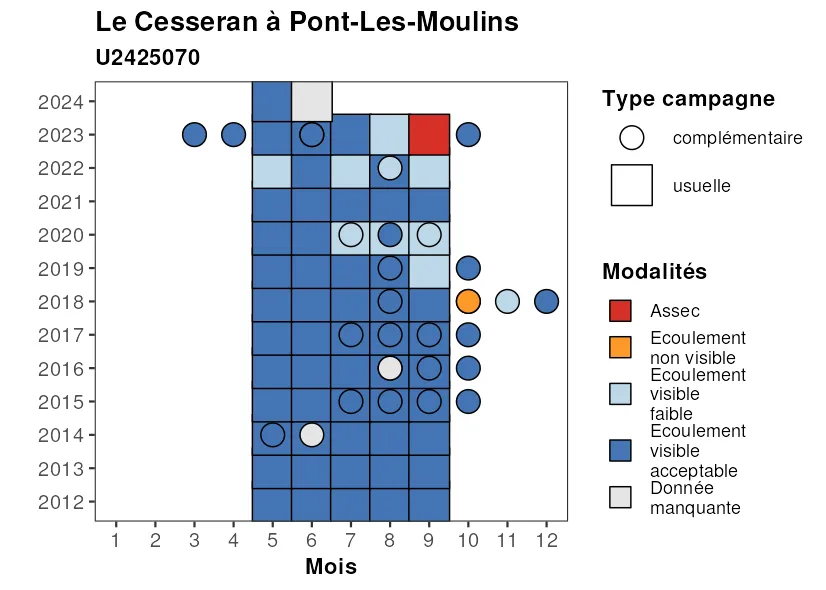 Le Cesseran à Pont-Les-Moulins
U2425070
2024
2023
2022
2021
2020
2019
2018
2017
2016
2015
2014
2013
2012
1 2 3 4 5 6 7 8 9 10 11 12
Mois
Type campagne
complémentaire
usuelle
Modalités
Assec
Ecoulement
non visible
Ecoulement
visible
faible
Ecoulement
visible
acceptable
Donnée
manquante